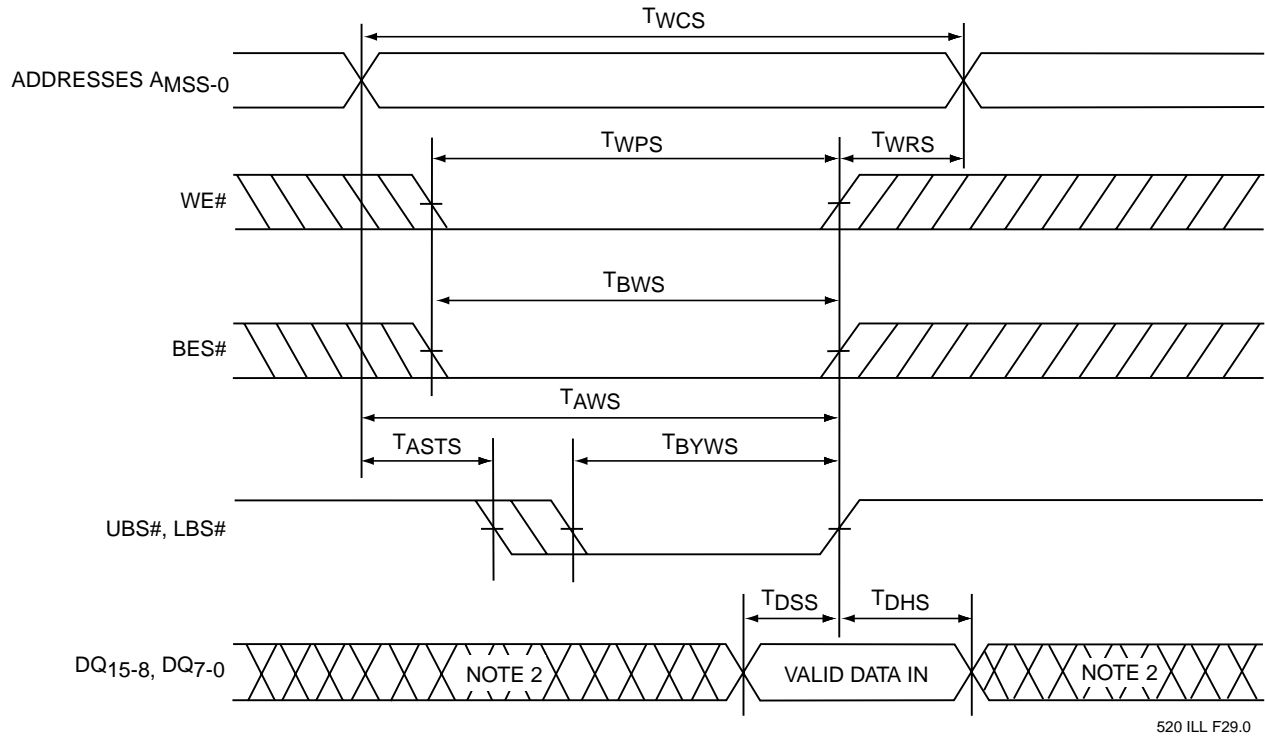 TWCS
ADDRESSES AMSS-0
TWPS
TWRS
WE#
TBWS
BES#
TAWS
TASTS
TBYWS
UBS#, LBS#
TDSS
TDHS
DQ15-8, DQ7-0
NOTE 2
VALID DATA IN
NOTE 2
520 ILL F29.0